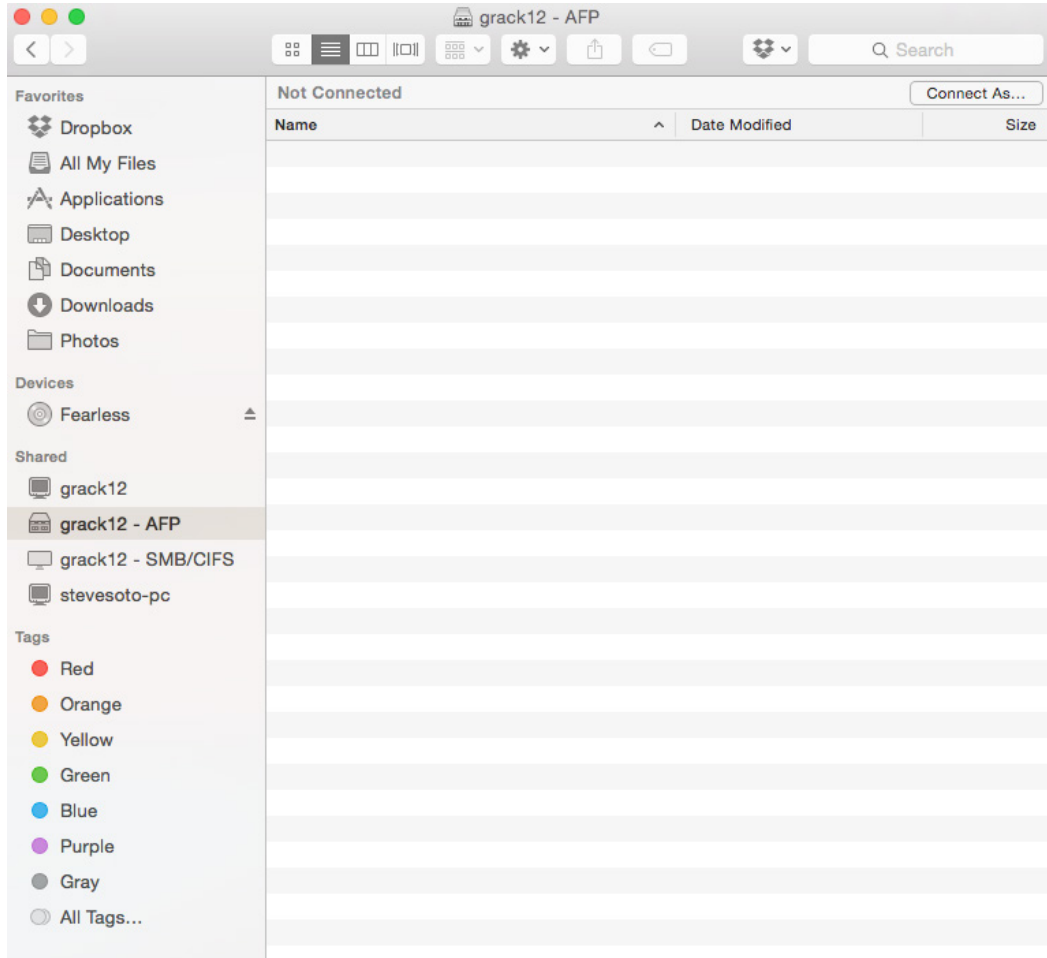 grack12 - AFP
Search
Favorites
Dropbox
All My Files
Applications
Desktop
Documents
Downloads
Photos
Devices
Fearless
Shared
grack12
grack12 - AFP
grack12 - SMB/CIFS
stevesoto-pc
Tags
Red
Orange
Yellow
Green
Blue
Purple
Gray
All Tags...
Not Connected
Connect As...
Name Date Modified Size